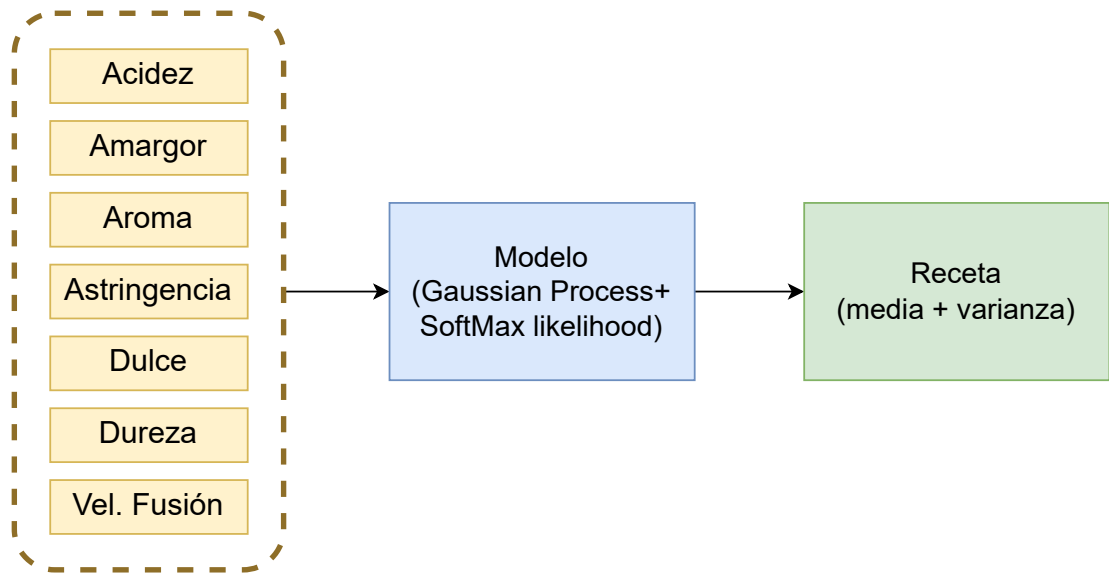 Acidez
Amargor
Aroma
Astringencia
Dulce
Dureza
Vel. Fusión
Modelo
(Gaussian Process+
SoftMax likelihood)
Receta
(media + varianza)